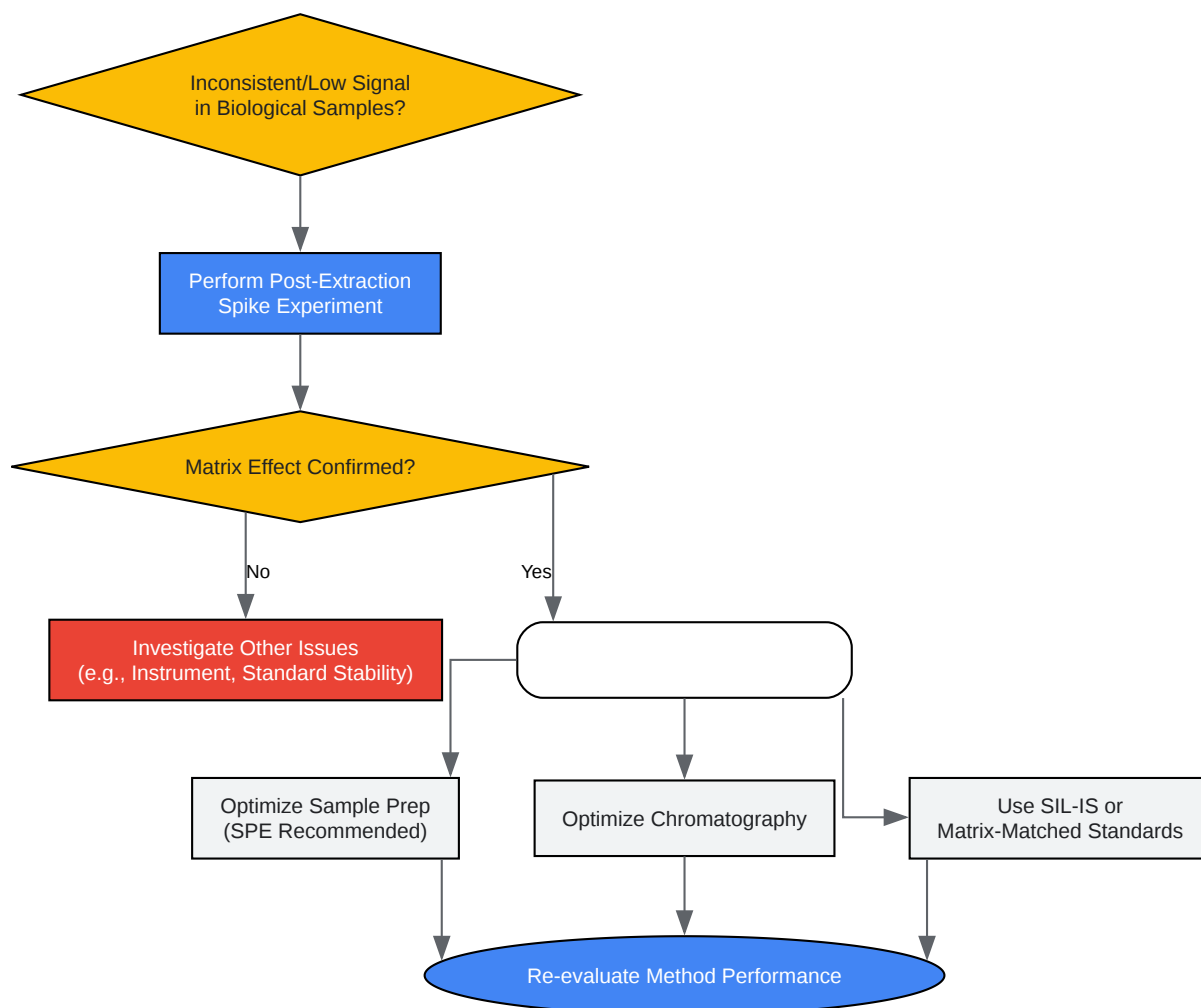 Inconsistent/Low Signal
in Biological Samples?
Perform Post-Extraction
Spike Experiment
Matrix Effect Confirmed?
No
Yes
Investigate Other Issues
(e.g., Instrument, Standard Stability)
Optimize Sample Prep
(SPE Recommended)
Optimize Chromatography
Use SIL-IS or
Matrix-Matched Standards
Re-evaluate Method Performance